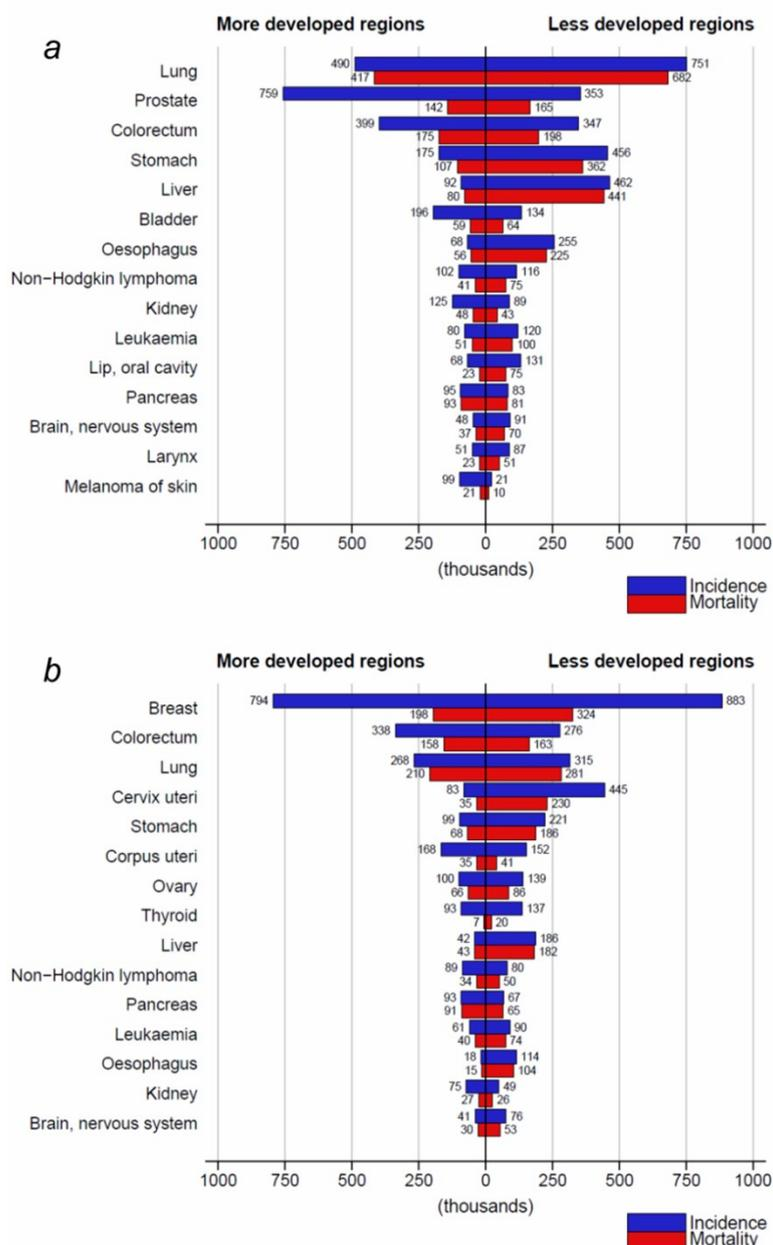 a
More developed regions Less developed regions
Lung 490 751
417 682
Prostate 759 353
142 165
Colorectum 399 347
175 198
Stomach 175 456
107 362
Liver 92 462
80 441
Bladder 196 134
59 64
Oesophagus 68 255
56 225
Non-Hodgkin lymphoma 102 116
41 75
Kidney 125 89
48 43
Leukaemia 80 120
51 100
Lip, oral cavity 68 131
23 75
Pancreas 95 83
93 81
Brain, nervous system 48 91
37 70
Larynx 51 87
23 51
Melanoma of skin 99 21
21 10
1000 750 500 250 0 250 500 750 1000
(thousands)
Incidence
Mortality
b
More developed regions Less developed regions
Breast 794 883
198 324
Colorectum 338 276
158 163
Lung 268 315
210 281
Cervix uteri 83 445
35 230
Stomach 99 221
68 186
Corpus uteri 168 152
35 41
Ovary 100 139
66 86
Thyroid 93 137
7 20
Liver 42 186
43 182
Non-Hodgkin lymphoma 89 80
34 50
Pancreas 93 67
91 65
Leukaemia 61 90
40 74
Oesophagus 18 114
15 104
Kidney 75 49
27 26
Brain, nervous system 41 76
30 53
1000 750 500 250 0 250 500 750 1000
(thousands)
Incidence
Mortality